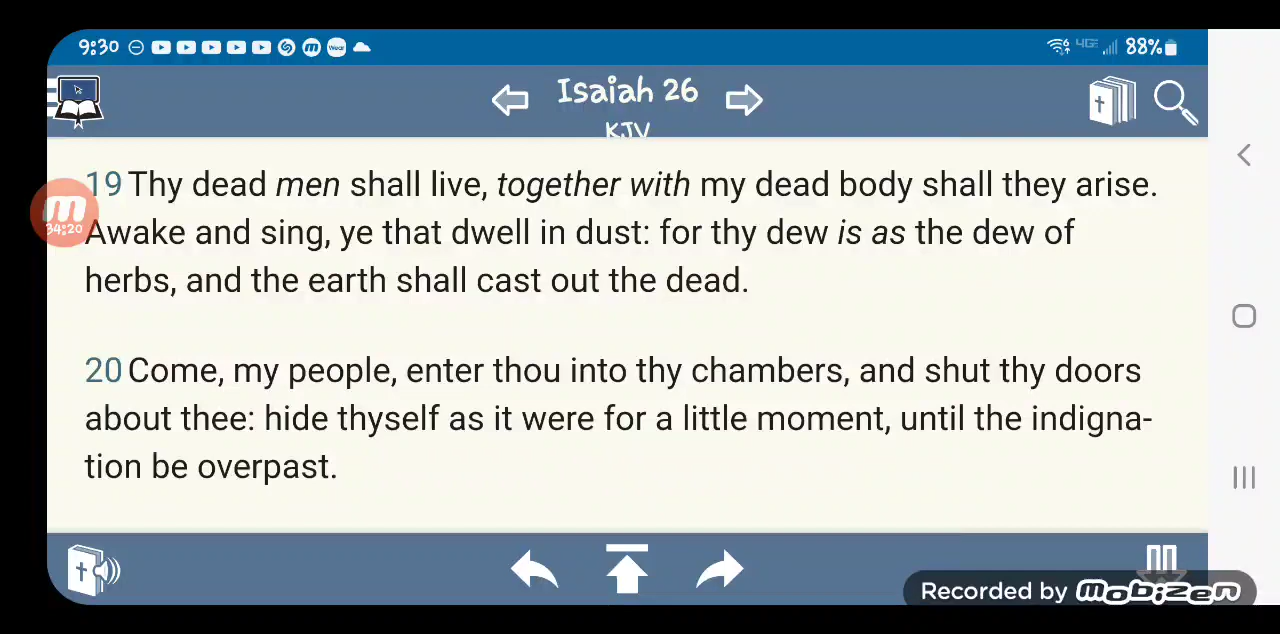 9:30 Wear 4GE 88%
Isaiah 26
KJV
19 Thy dead men shall live, together with my dead body shall they arise.
34:20
Awake and sing, ye that dwell in dust: for thy dew is as the dew of
herbs, and the earth shall cast out the dead.
20 Come, my people, enter thou into thy chambers, and shut thy doors
about thee: hide thyself as it were for a little moment, until the indigna-
tion be overpast.
Recorded by mobizen